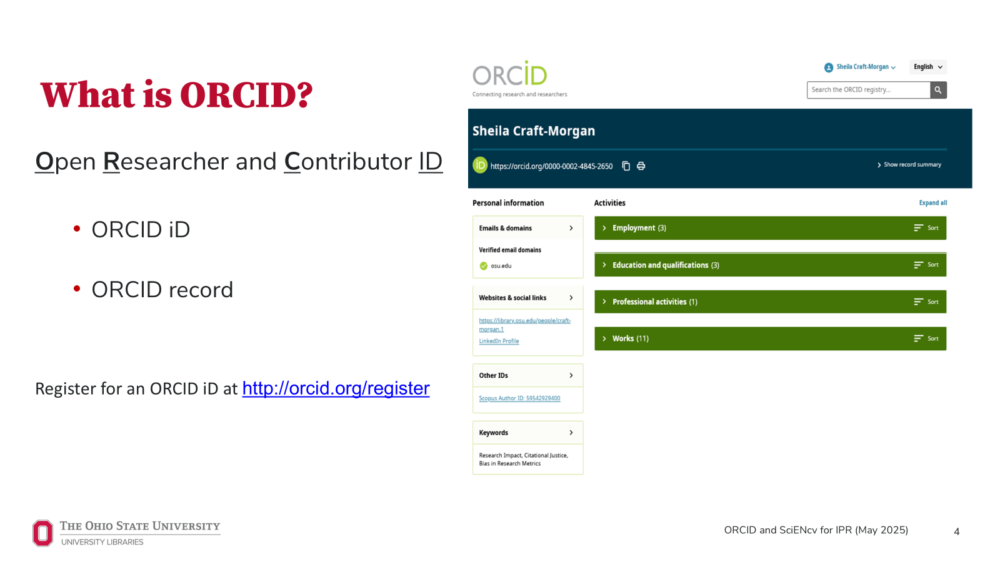 What is ORCID?
Open Researcher and Contributor ID
• ORCID iD
• ORCID record
Register for an ORCID iD at http://orcid.org/register
ORCiD
Connecting research and researchers
Sheila Craft-Morgan
English
Search the ORCID registry...
Sheila Craft-Morgan
iD https://orcid.org/0000-0002-4845-2650
Show record summary
Personal information
Emails & domains
Verified email domains
osu.edu
Websites & social links
https://library.osu.edu/people/craft-
morgan.1
LinkedIn Profile
Other IDs
Scopus Author ID: 59542929400
Keywords
Research Impact, Citational Justice,
Bias in Research Metrics
Activities
Expand all
Employment (3) Sort
Education and qualifications (3) Sort
Professional activities (1) Sort
Works (11) Sort
The Ohio State University
UNIVERSITY LIBRARIES
ORCID and SciENcv for IPR (May 2025)
4